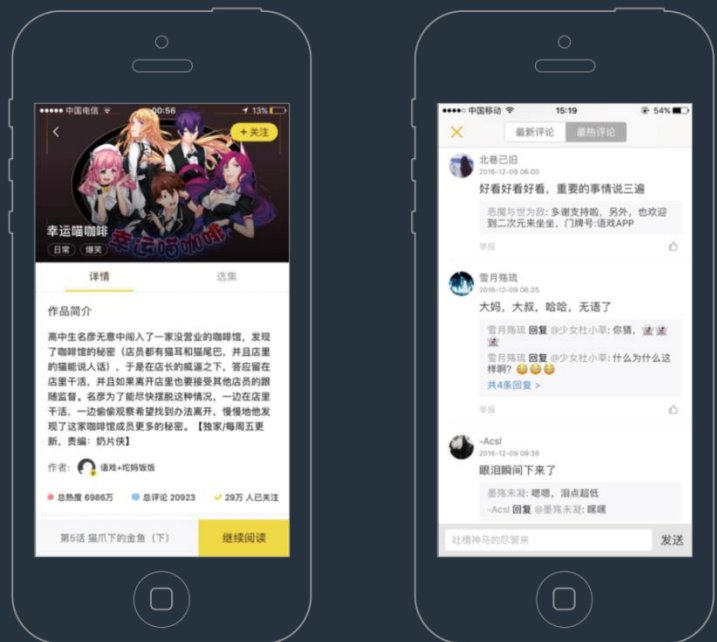 中国电信
00:56
13%
+ 关注
幸运喵咖啡
幸运喵咖啡
日常 爆笑
详情 选集
作品简介
高中生名彦无意中闯入了一家没营业的咖啡馆，发现
了咖啡馆的秘密（店员都有猫耳和猫尾巴，并且店里
的猫能说人话），于是在店长的威逼之下，答应留在
店里干活，并且如果离开店里也要接受其他店员的跟
随监督。名彦为了能尽快摆脱这种情况，一边在店里
干活，一边偷偷观察希望找到办法离开，慢慢地他发
现了这家咖啡馆成员更多的秘密。【独家/每周五更
新，责编：奶片侠】
作者： 语戏+坨妈饭饭
总热度 6986万 总评论 20923 29万 人已关注
第5话 猫爪下的金鱼（下） 继续阅读
中国移动
15:19
54%
最新评论 最热评论
北巷已旧
2016-12-09 06:00
好看好看好看，重要的事情说三遍
恶魔与世为敌: 多谢支持啦，另外，也欢迎
到二次元来坐坐，门牌号:语戏APP
举报
雪月殇琉
2016-12-09 08:25
大妈，大叔，哈哈，无语了
雪月殇琉 回复 @少女杜小莘: 你猜，
雪月殇琉 回复 @少女杜小莘: 什么为什么这
样啊？
共4条回复 >
举报
-Acsl
2016-12-09 08:36
眼泪瞬间下来了
墨殇未凝: 嗯嗯，泪点超低
-Acsl 回复 @墨殇未凝: 嘿嘿
吐槽神马的尽管来 发送